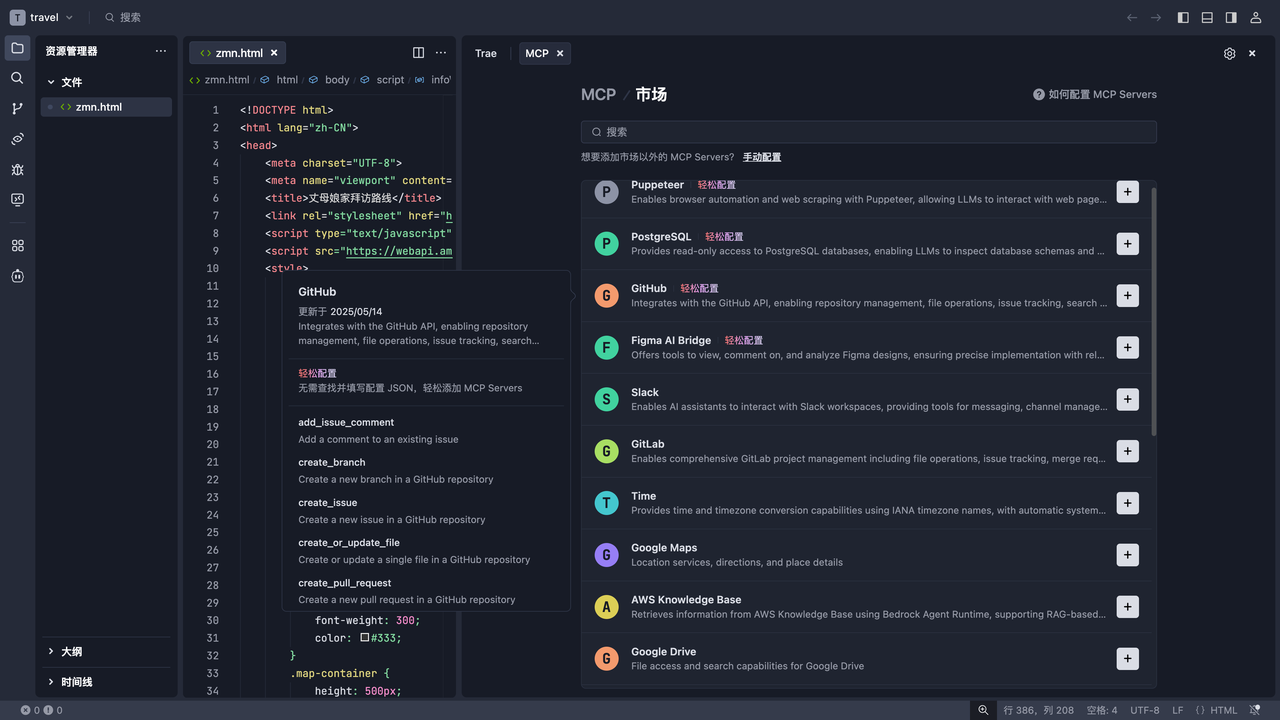 T travel
搜索
资源管理器
文件
zmn.html
大纲
时间线
zmn.html
zmn.html / html / body / script / info'
1 <!DOCTYPE html>
2 <html lang="zh-CN">
3 <head>
4 <meta charset="UTF-8">
5 <meta name="viewport" content=
6 <title>丈母娘家拜访路线</title>
7 <link rel="stylesheet" href="h
8 <script type="text/javascript"
9 <script src="https://webapi.am
10 <style>
11
12
13
14
15
16
17
18
19
20
21
22
23
24
25
26
27
28
29
30 font-weight: 300;
31 color: #333;
32 }
33 .map-container {
34 height: 500px;
GitHub
更新于 2025/05/14
Integrates with the GitHub API, enabling repository
management, file operations, issue tracking, search...
轻松配置
无需查找并填写配置 JSON，轻松添加 MCP Servers
add_issue_comment
Add a comment to an existing issue
create_branch
Create a new branch in a GitHub repository
create_issue
Create a new issue in a GitHub repository
create_or_update_file
Create or update a single file in a GitHub repository
create_pull_request
Create a new pull request in a GitHub repository
Trae MCP
MCP / 市场
如何配置 MCP Servers
搜索
想要添加市场以外的 MCP Servers? 手动配置
P
Puppeteer 轻松配置
Enables browser automation and web scraping with Puppeteer, allowing LLMs to interact with web page...
P
PostgreSQL 轻松配置
Provides read-only access to PostgreSQL databases, enabling LLMs to inspect database schemas and ...
G
GitHub 轻松配置
Integrates with the GitHub API, enabling repository management, file operations, issue tracking, search ...
F
Figma AI Bridge 轻松配置
Offers tools to view, comment on, and analyze Figma designs, ensuring precise implementation with rel...
S
Slack
Enables AI assistants to interact with Slack workspaces, providing tools for messaging, channel manage...
G
GitLab
Enables comprehensive GitLab project management including file operations, issue tracking, merge req...
T
Time
Provides time and timezone conversion capabilities using IANA timezone names, with automatic system...
G
Google Maps
Location services, directions, and place details
A
AWS Knowledge Base
Retrieves information from AWS Knowledge Base using Bedrock Agent Runtime, supporting RAG-based...
G
Google Drive
File access and search capabilities for Google Drive
0 0
行 386，列 208 空格: 4 UTF-8 LF {} HTML